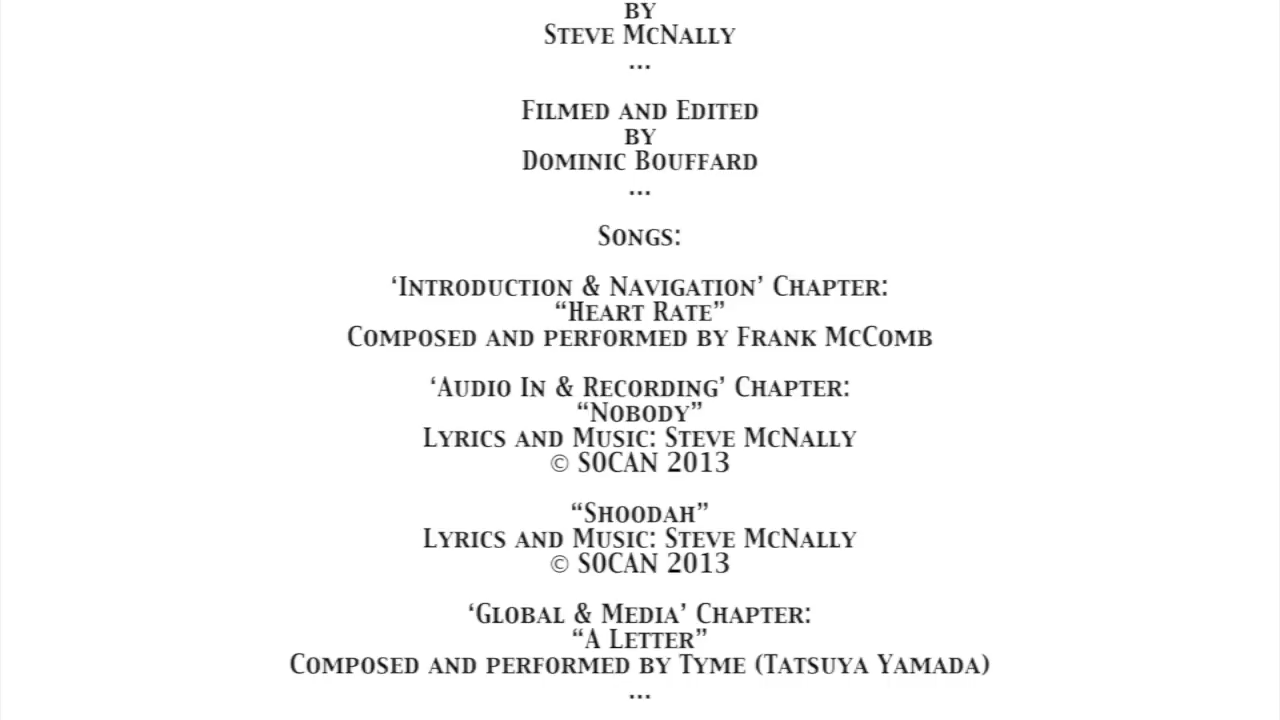 by
Steve McNally
...
Filmed and Edited
by
Dominic Bouffard
...
Songs:
‘Introduction & Navigation’ Chapter:
“Heart Rate”
Composed and performed by Frank McComb
‘Audio In & Recording’ Chapter:
“Nobody”
Lyrics and Music: Steve McNally
© SOCAN 2013
“Shoodah”
Lyrics and Music: Steve McNally
© SOCAN 2013
‘Global & Media’ Chapter:
“A Letter”
Composed and performed by Tyme (Tatsuya Yamada)
...